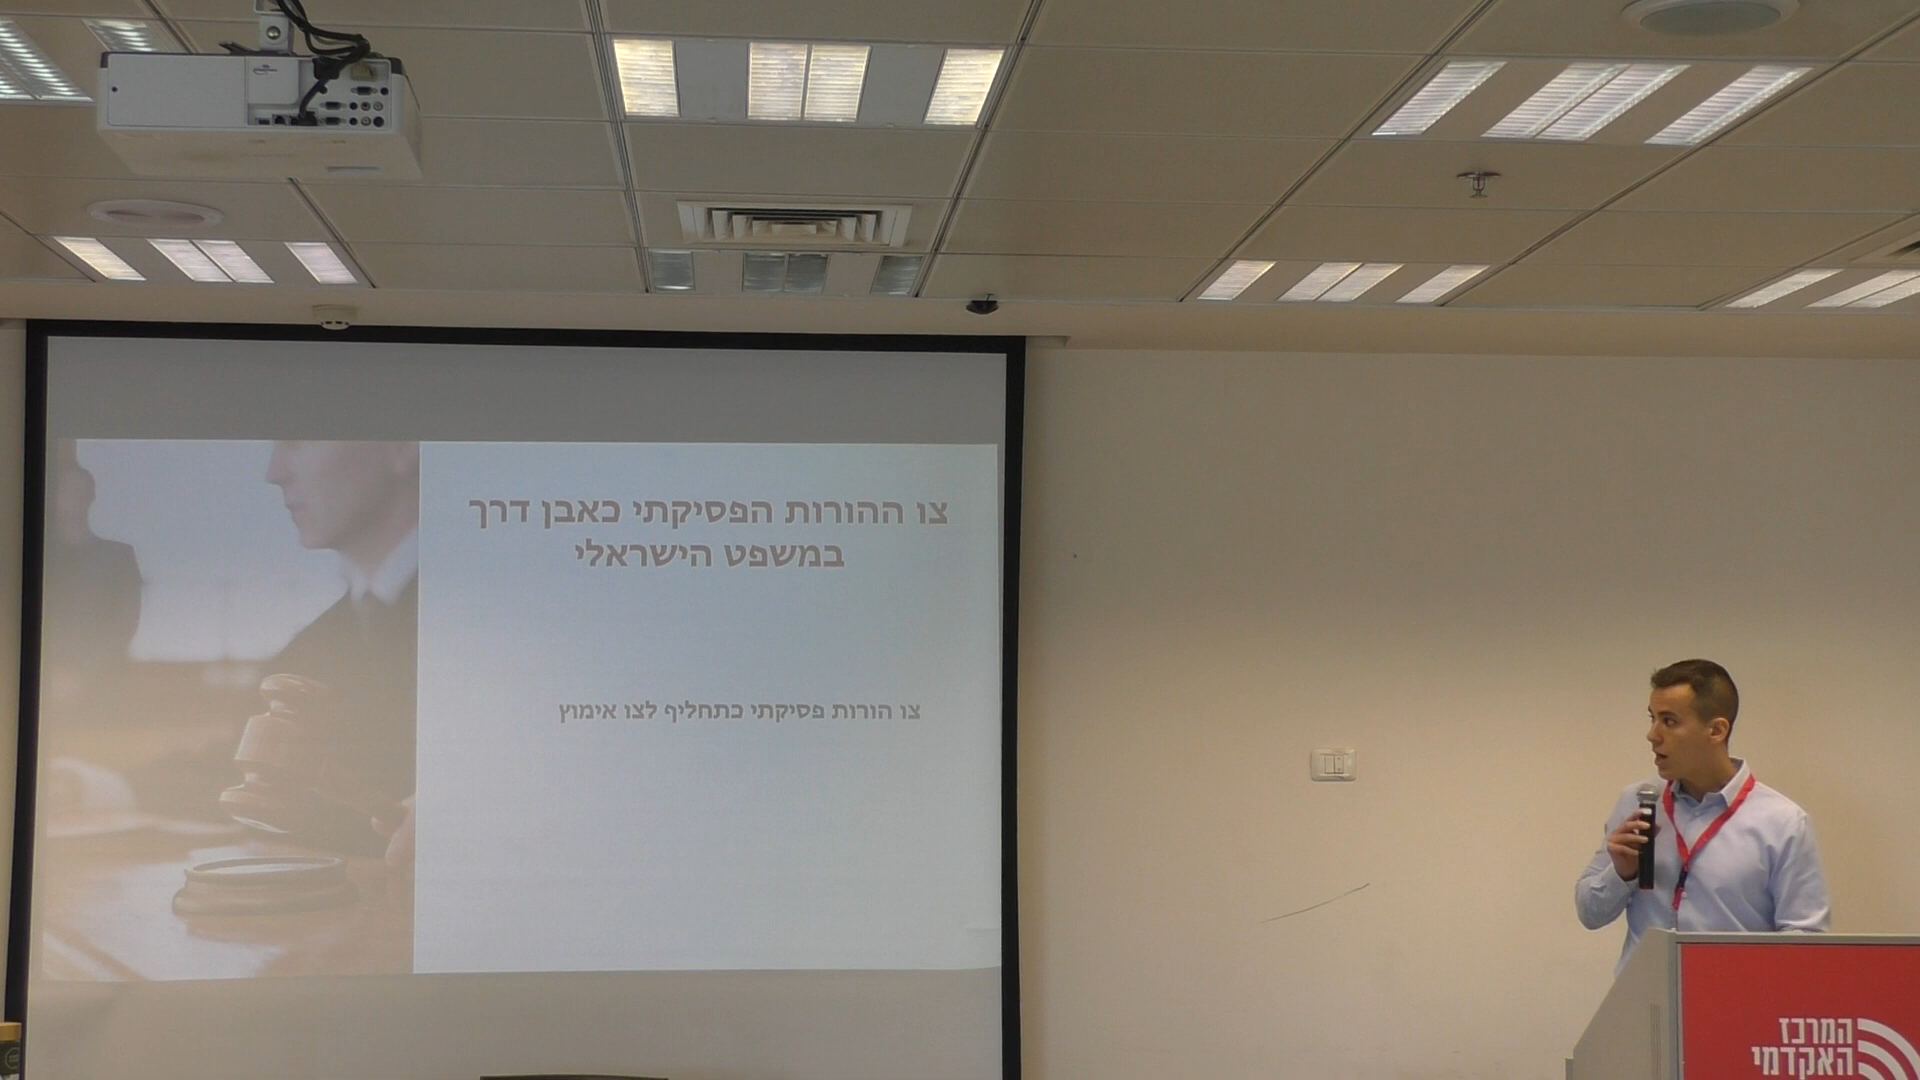 צו ההורות הפסיקתי כאבן דרך
במשפט הישראלי
צו הורות פסיקתי כתחליף לצו אימוץ
המרכז
האקדמי